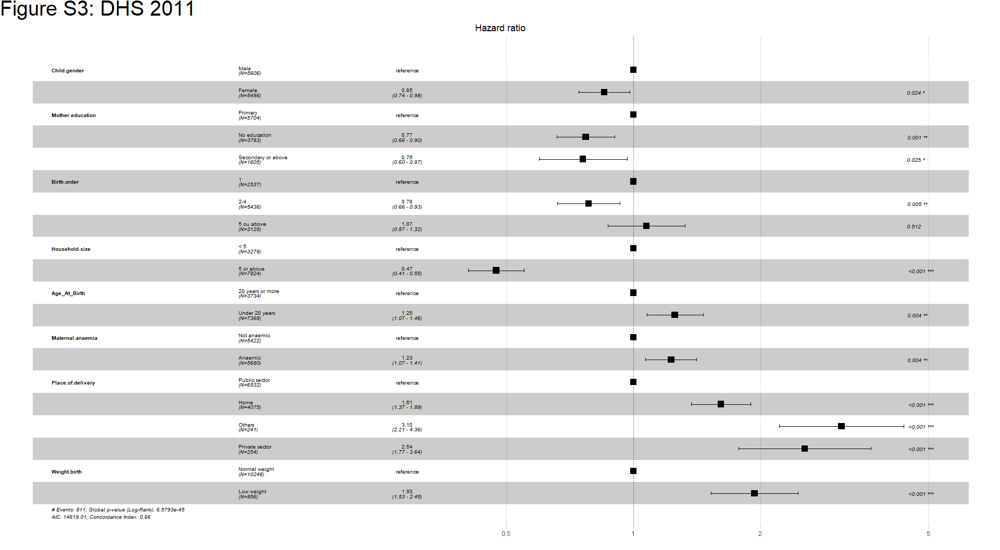 Figure S3: DHS 2011
Hazard ratio
Child.gender
Male
(N=5606)
reference
Female
(N=5496)
0.85
(0.74 - 0.98)
0.024 *
Mother.education
Primary
(N=5704)
reference
No education
(N=3793)
0.77
(0.66 - 0.90)
0.001 **
Secondary or above
(N=1605)
0.76
(0.60 - 0.97)
0.025 *
Birth.order
1
(N=2537)
reference
2-4
(N=5436)
0.78
(0.66 - 0.93)
0.005 **
5 ou above
(N=3129)
1.07
(0.87 - 1.32)
0.512
Household.size
< 5
(N=3278)
reference
5 or above
(N=7824)
0.47
(0.41 - 0.55)
<0.001 ***
Age_At_Birth
20 years or more
(N=3734)
reference
Under 20 years
(N=7368)
1.25
(1.07 - 1.46)
0.004 **
Maternal.anaemia
Not anaemic
(N=5422)
reference
Anaemic
(N=5680)
1.23
(1.07 - 1.41)
0.004 **
Place.of.delivery
Public sector
(N=6532)
reference
Home
(N=4075)
1.61
(1.37 - 1.89)
<0.001 ***
Others
(N=241)
3.10
(2.21 - 4.36)
<0.001 ***
Private sector
(N=254)
2.54
(1.77 - 3.64)
<0.001 ***
Weight.birth
Normal weight
(N=10246)
reference
Low weight
(N=856)
1.93
(1.53 - 2.45)
<0.001 ***
# Events: 811; Global p-value (Log-Rank): 6.5793e-45
AIC: 14619.01; Concordance Index: 0.66
0.5 1 2 5